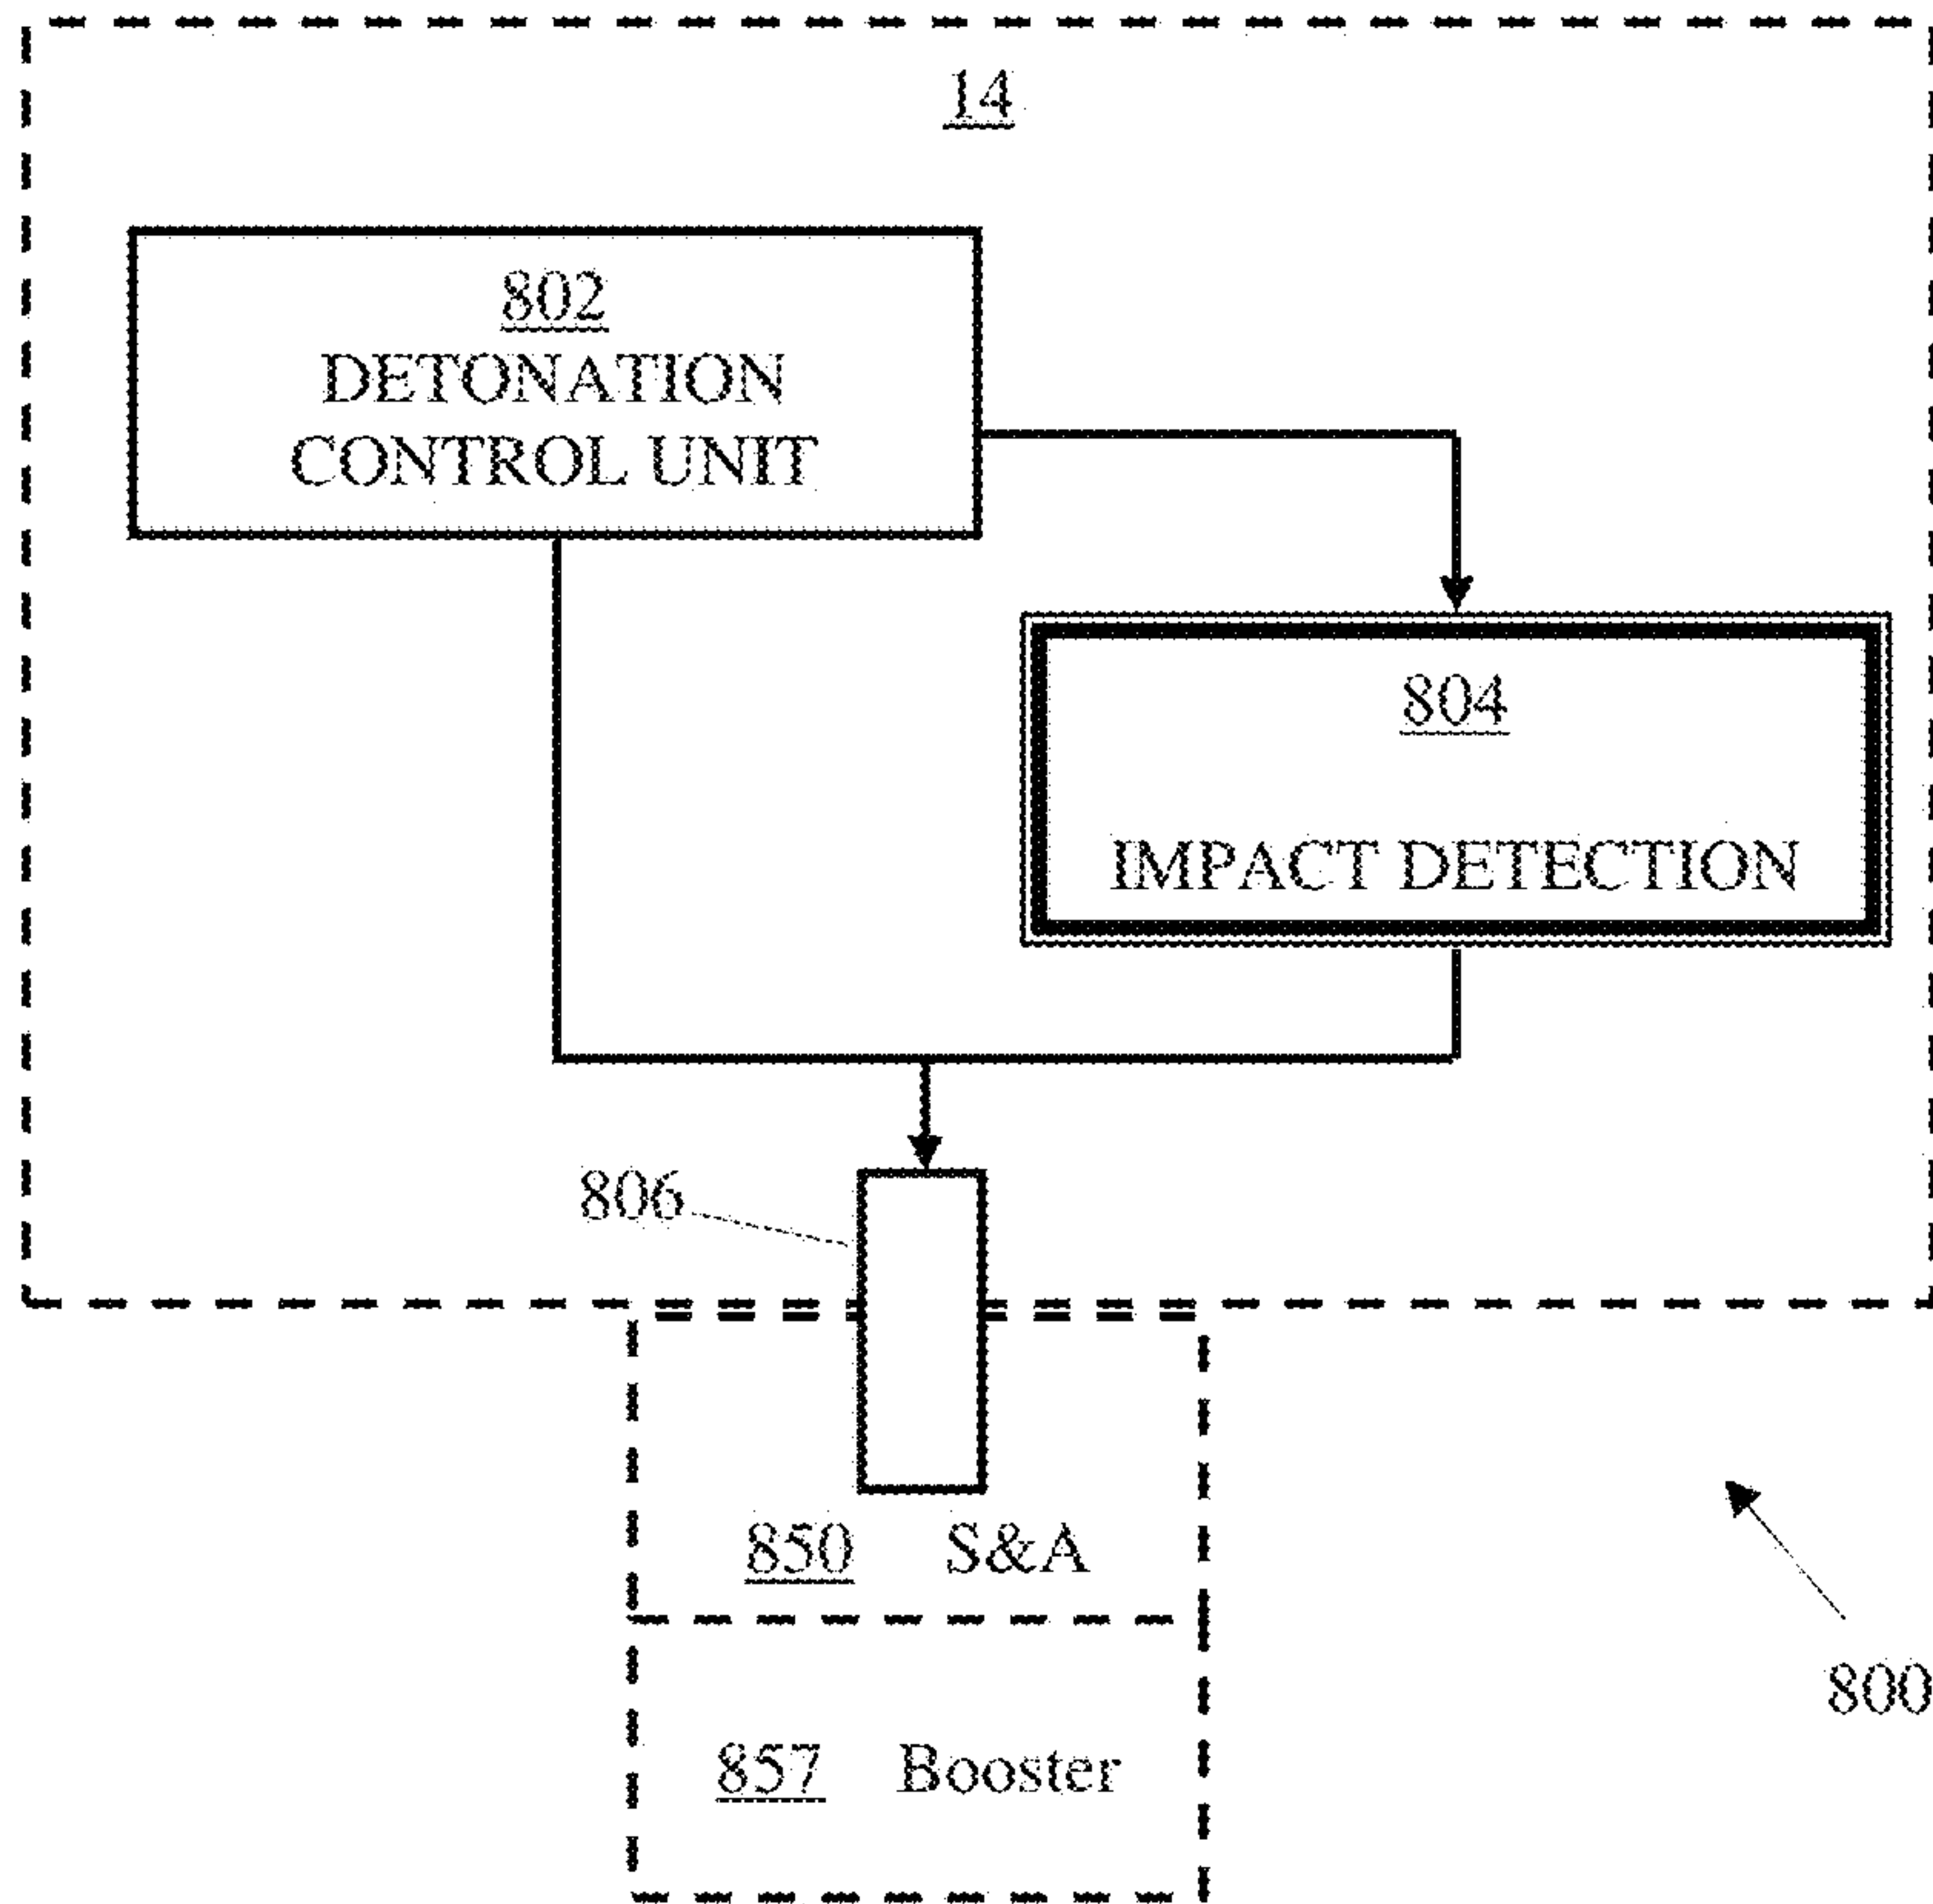 14
802
DETONATION
CONTROL UNIT
804
IMPACT DETECTION
806
850 S&A
800
857 Booster